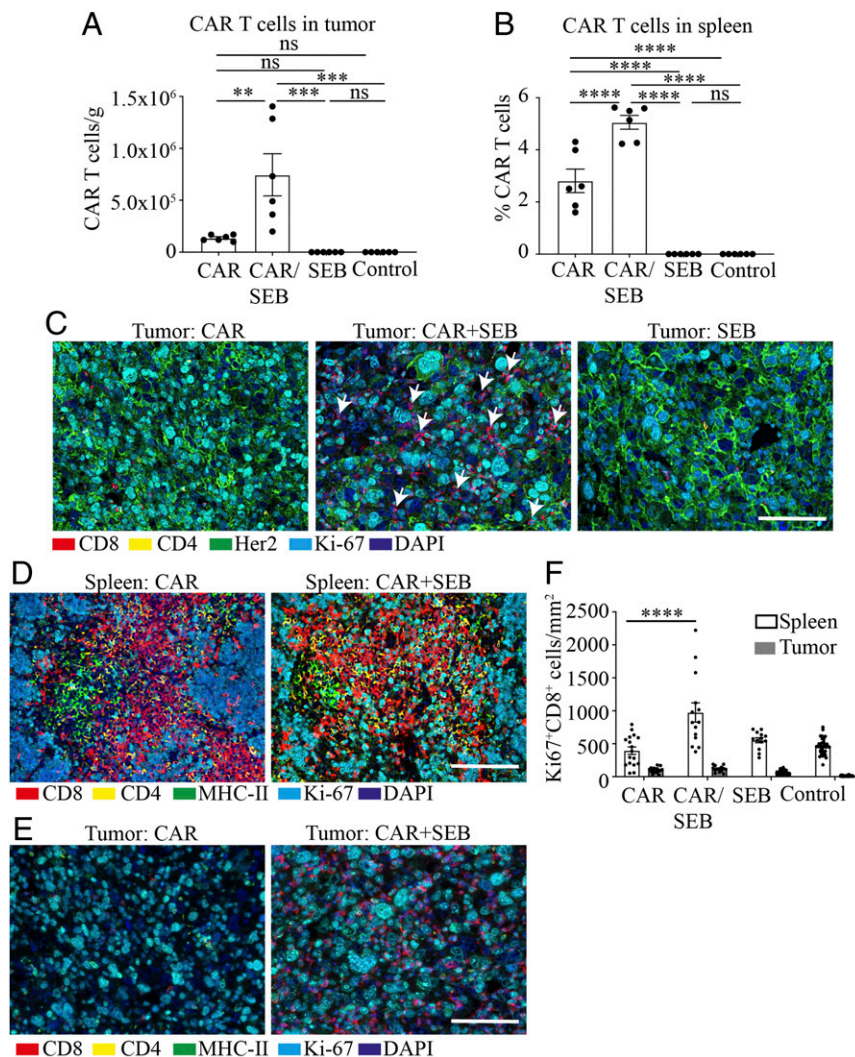 A
CAR T cells in tumor
ns
ns
***
** *** ns
CAR T cells/g
1.5x10⁶
1.0x10⁶
5.0x10⁵
0
CAR CAR/ SEB Control
SEB
B
CAR T cells in spleen
****
****
****
**** **** ns
% CAR T cells
6
4
2
0
CAR CAR/ SEB Control
SEB
C
Tumor: CAR Tumor: CAR+SEB Tumor: SEB
CD8 CD4 Her2 Ki-67 DAPI
D
Spleen: CAR Spleen: CAR+SEB
CD8 CD4 MHC-II Ki-67 DAPI
F
****
Spleen
Tumor
Ki67⁺CD8⁺ cells/mm²
2500
2000
1500
1000
500
0
CAR CAR/ SEB Control
SEB
E
Tumor: CAR Tumor: CAR+SEB
CD8 CD4 MHC-II Ki-67 DAPI